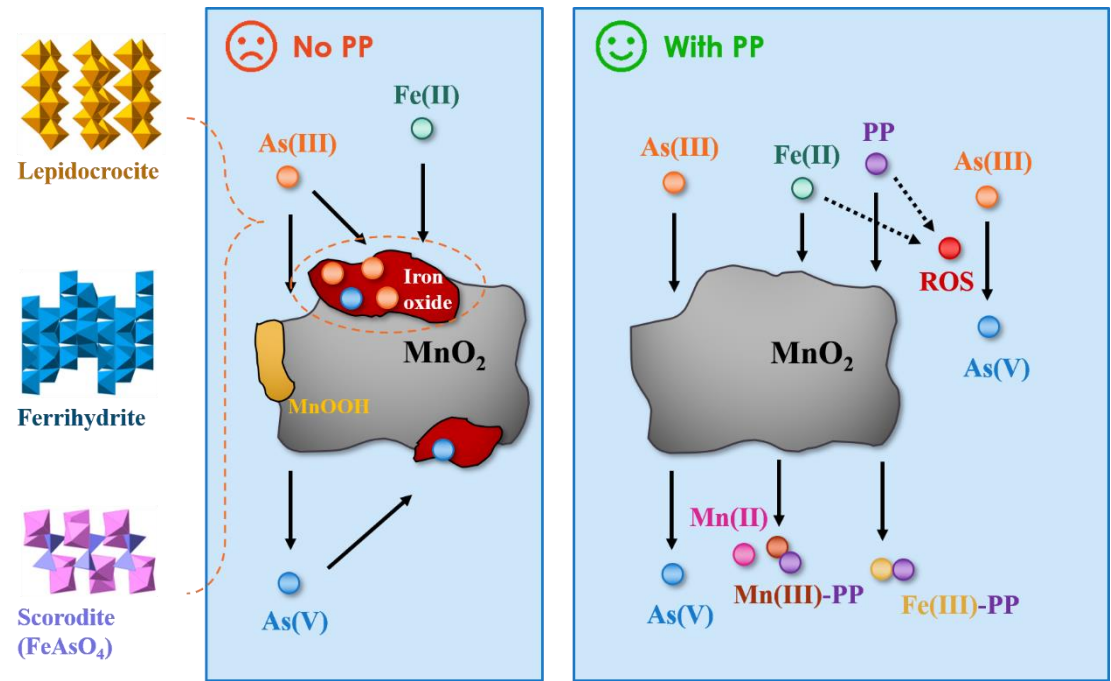 Lepidocrocite
Ferrihydrite
Scorodite
(FeAsO₄)
No PP
Fe(II)
As(III)
Iron
oxide
MnO₂
MnOOH
As(V)
With PP
PP
As(III)
Fe(II)
As(III)
ROS
MnO₂
As(V)
Mn(II)
Mn(III)-PP
Fe(III)-PP
As(V)